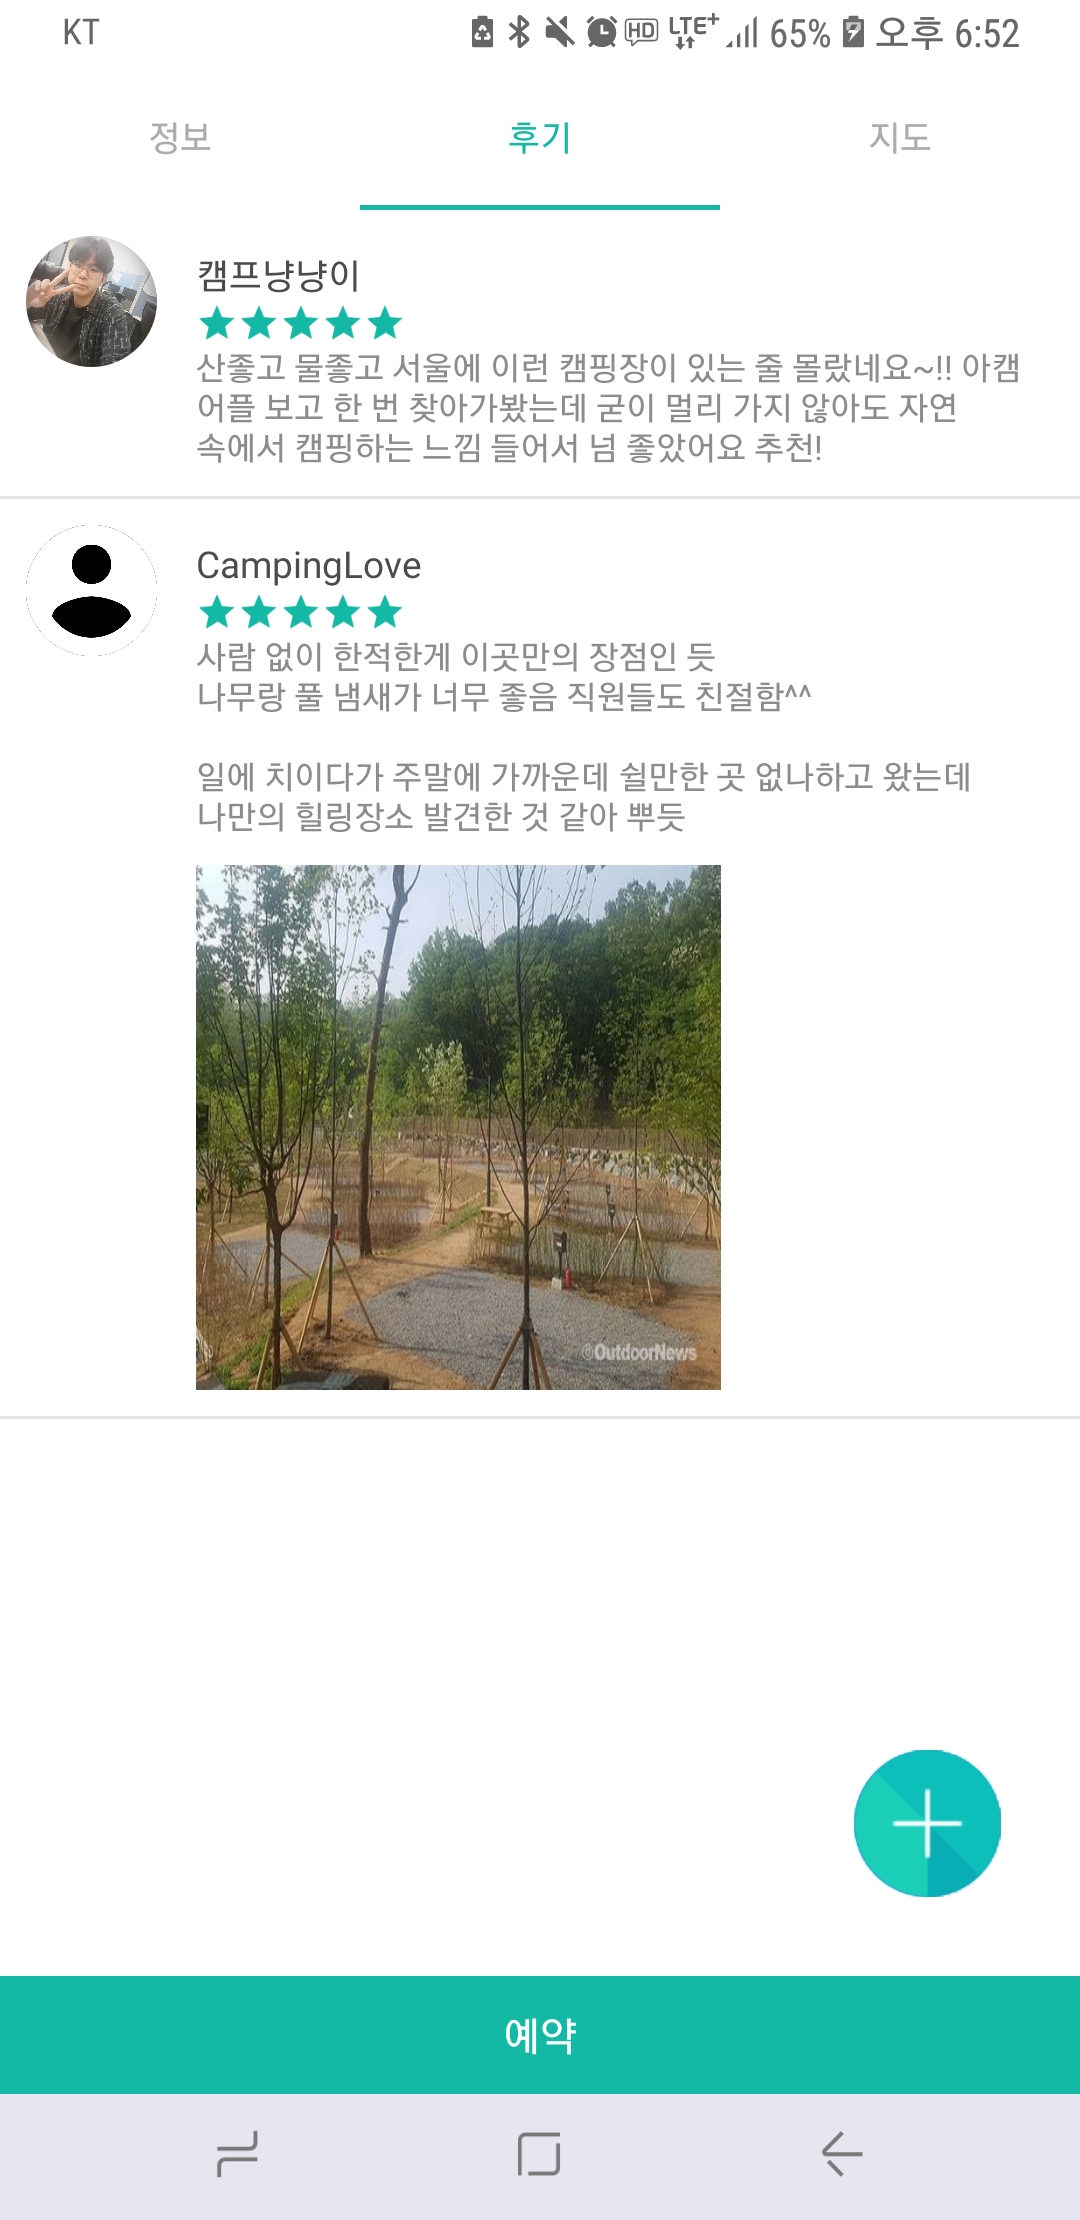 KT
HD LTE+ 65% 오후 6:52
정보 후기 지도
캠프냥냥이
산좋고 물좋고 서울에 이런 캠핑장이 있는 줄 몰랐네요~!! 아캠
어플 보고 한 번 찾아가봤는데 굳이 멀리 가지 않아도 자연
속에서 캠핑하는 느낌 들어서 넘 좋았어요 추천!
CampingLove
사람 없이 한적한게 이곳만의 장점인 듯
나무랑 풀 냄새가 너무 좋음 직원들도 친절함^^
일에 치이다가 주말에 가까운데 쉴만한 곳 없나하고 왔는데
나만의 힐링장소 발견한 것 같아 뿌듯
©OutdoorNews
예약